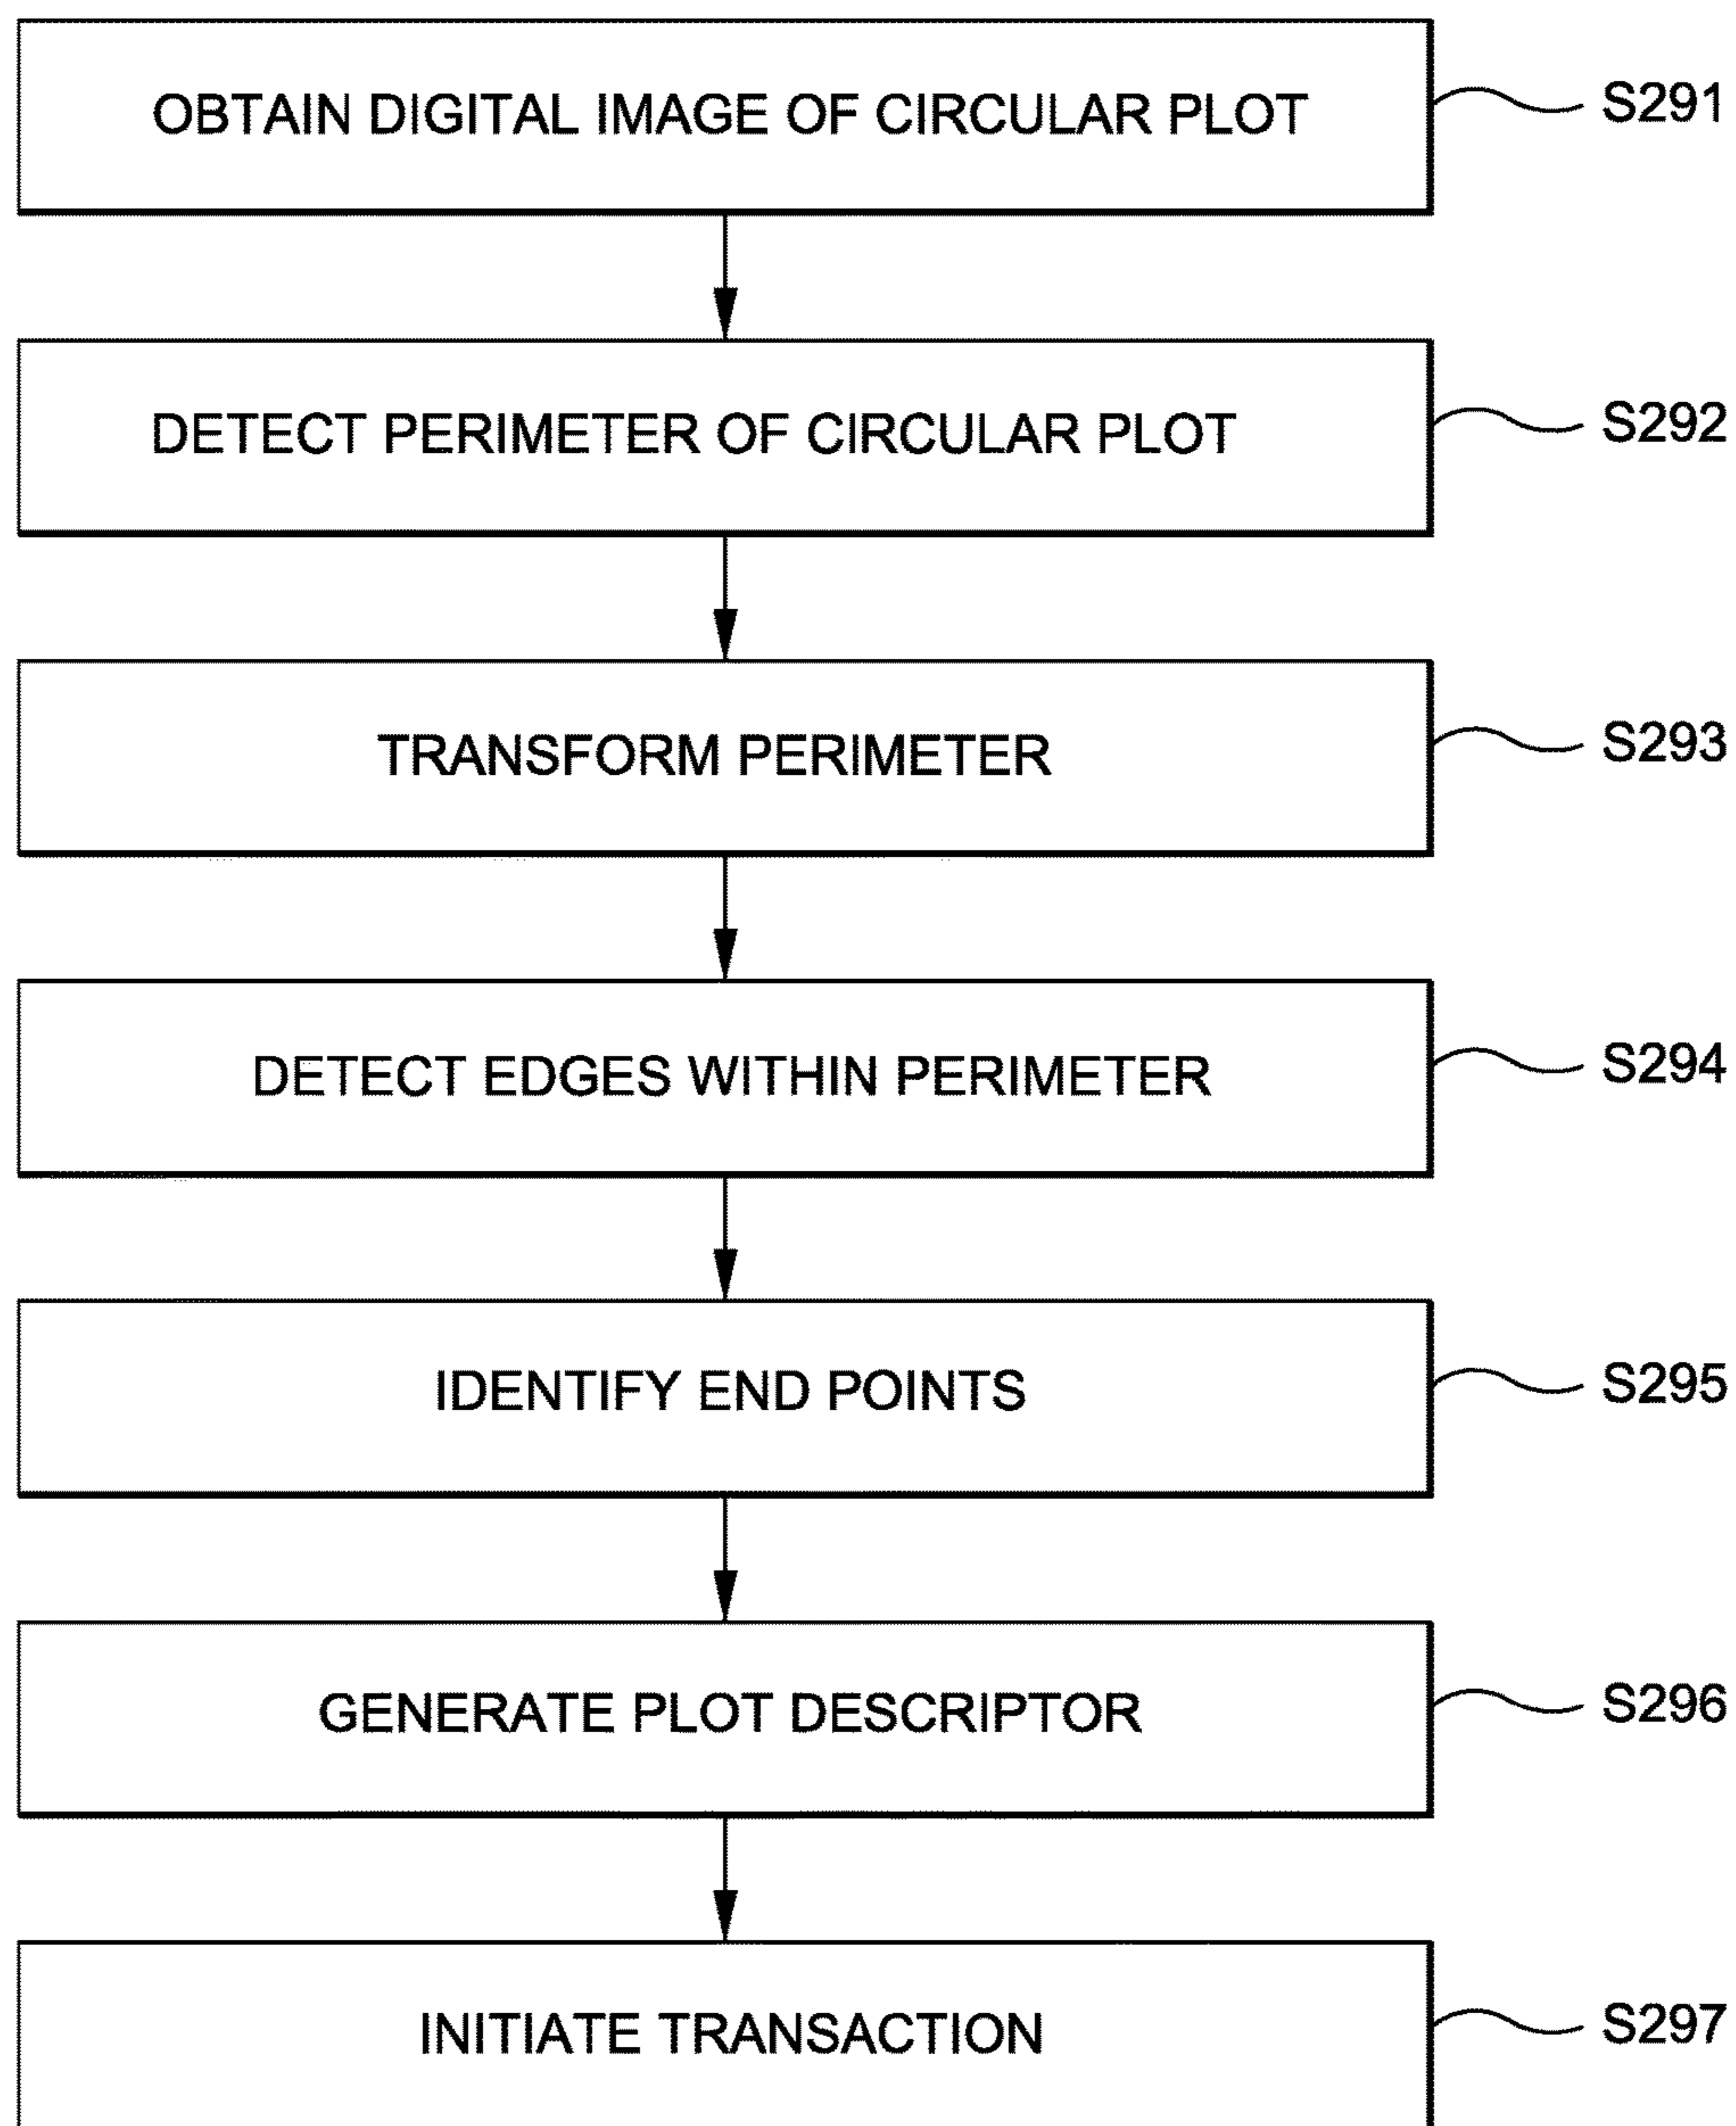 OBTAIN DIGITAL IMAGE OF CIRCULAR PLOT
S291
DETECT PERIMETER OF CIRCULAR PLOT
S292
TRANSFORM PERIMETER
S293
DETECT EDGES WITHIN PERIMETER
S294
IDENTIFY END POINTS
S295
GENERATE PLOT DESCRIPTOR
S296
INITIATE TRANSACTION
S297